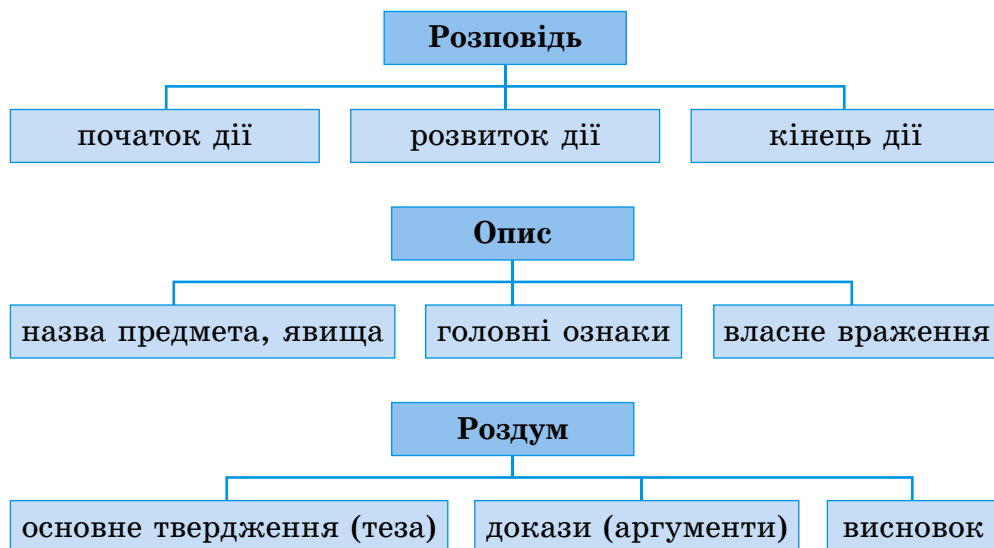 Розповідь
початок дії розвиток дії кінець дії
Опис
назва предмета, явища головні ознаки власне враження
Роздум
основне твердження (теза) докази (аргументи) висновок